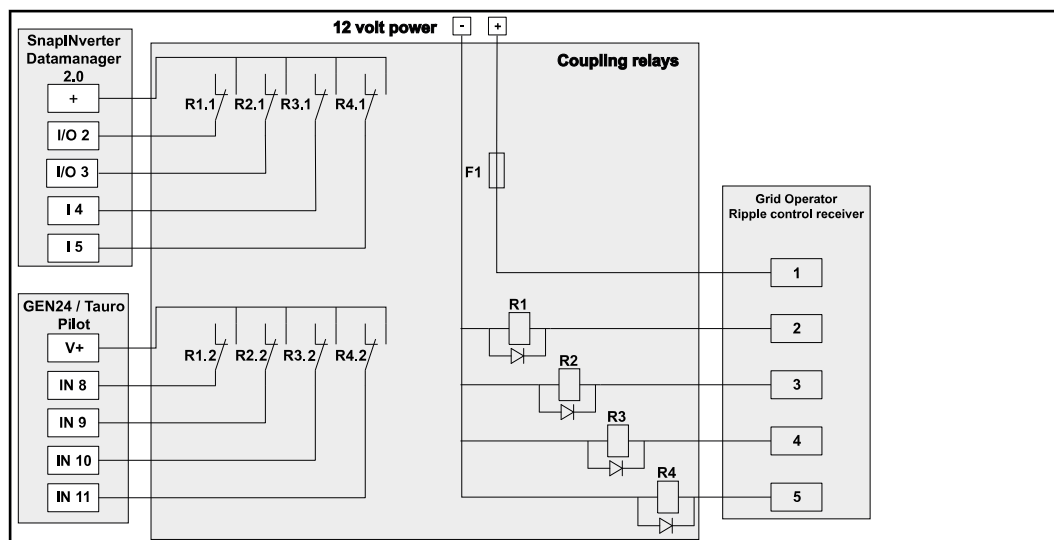 12 volt power
-
+
SnapINverter
Datamanager
2.0
+
I/O 2
I/O 3
I 4
I 5
R1.1
R2.1
R3.1
R4.1
Coupling relays
F1
Grid Operator
Ripple control receiver
1
2
3
4
5
R1
R2
R3
R4
GEN24 / Tauro
Pilot
V+
IN 8
IN 9
IN 10
IN 11
R1.2
R2.2
R3.2
R4.2